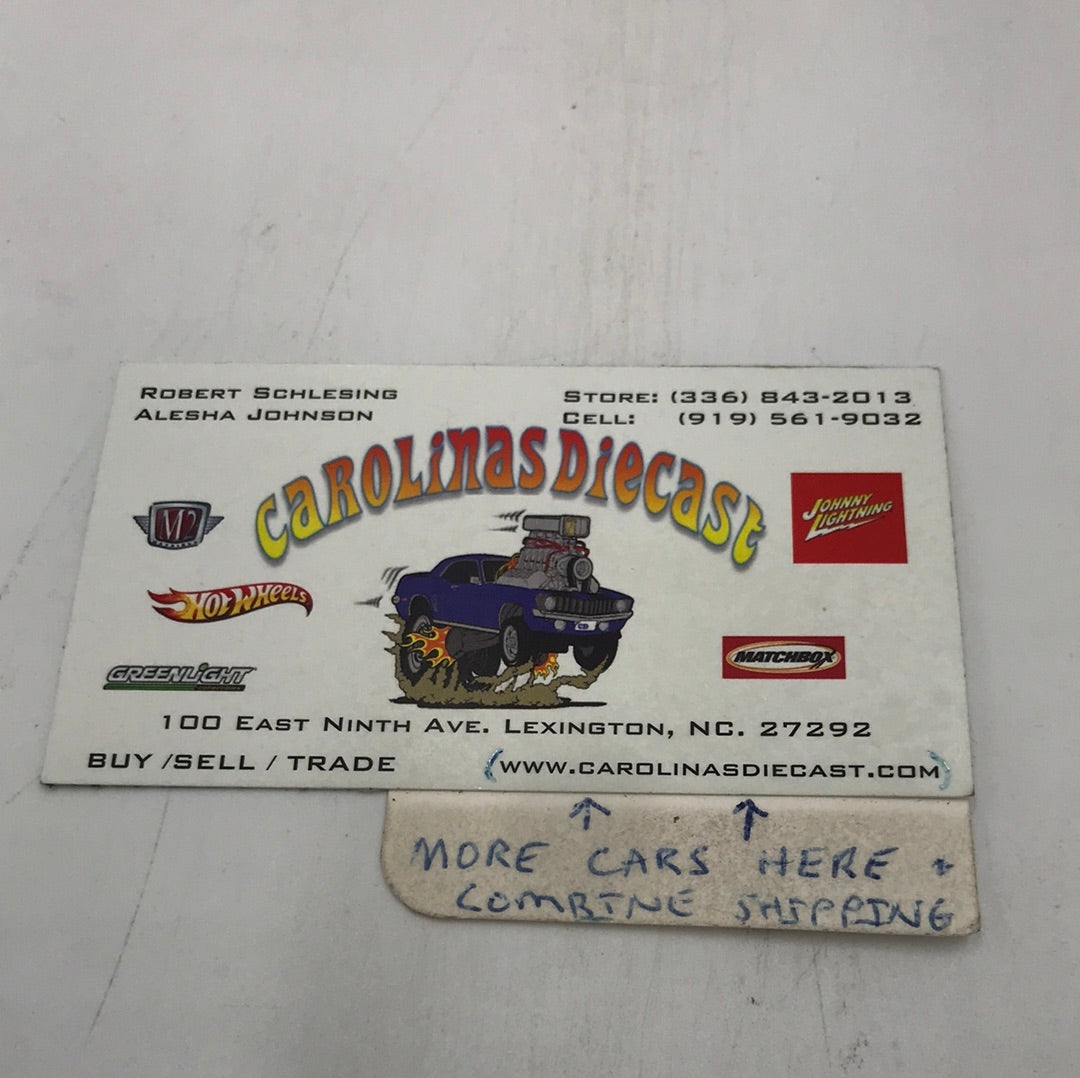 ROBERT SCHLESING
ALESHA JOHNSON
STORE: (336) 843-2013
CELL: (919) 561-9032
CAROLINAS DIECAST
M2
JOHNNY
LIGHTNING
HOT WHEELS
GREENLIGHT
MATCHBOX
100 EAST NINTH AVE. LEXINGTON, NC. 27292
BUY /SELL / TRADE
(WWW.CAROLINASDIECAST.COM)
MORE CARS HERE +
COMBINE SHIPPING